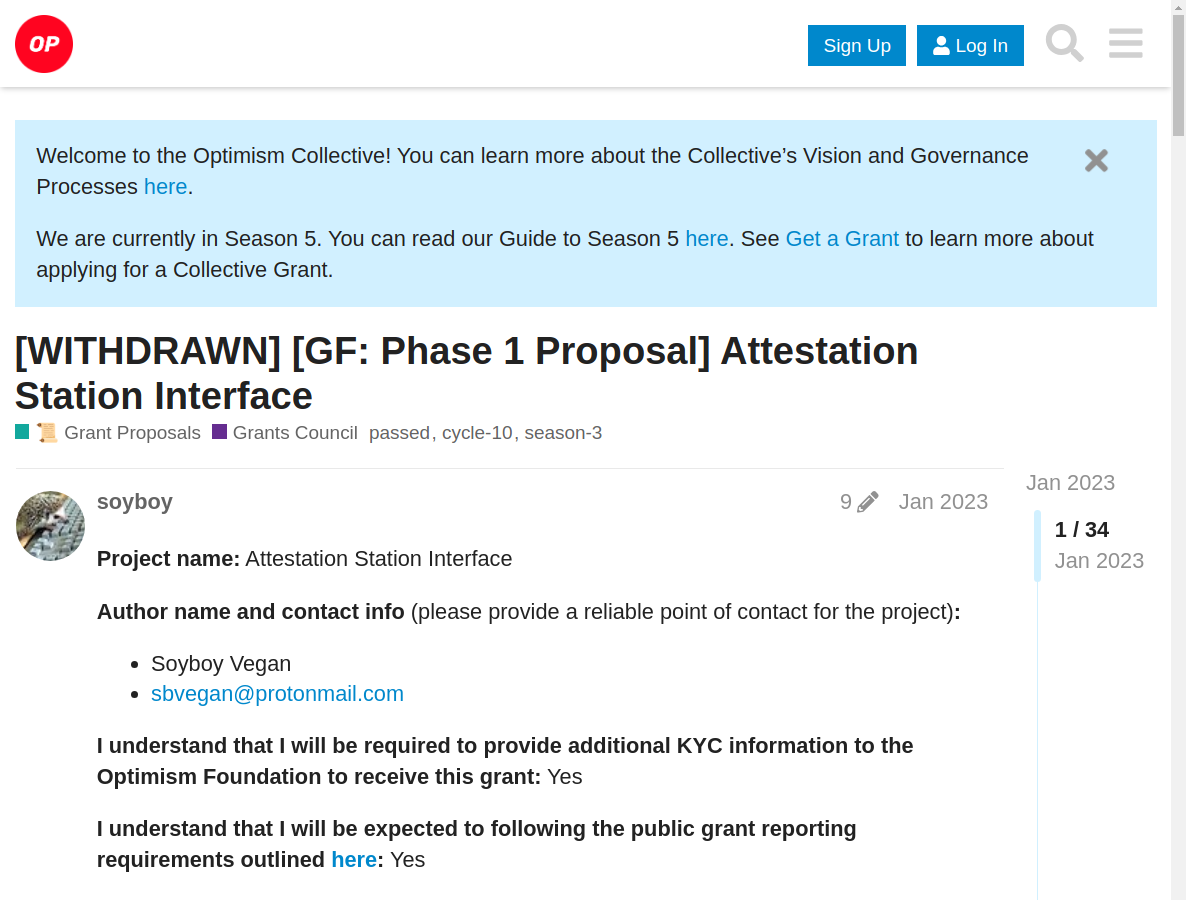 OP
Sign Up
Log In
Welcome to the Optimism Collective! You can learn more about the Collective’s Vision and Governance
Processes here.
We are currently in Season 5. You can read our Guide to Season 5 here. See Get a Grant to learn more about
applying for a Collective Grant.
[WITHDRAWN] [GF: Phase 1 Proposal] Attestation
Station Interface
Grant Proposals Grants Council passed, cycle-10, season-3
soyboy 9 Jan 2023
Project name: Attestation Station Interface
Author name and contact info (please provide a reliable point of contact for the project):
Soyboy Vegan
sbvegan@protonmail.com
I understand that I will be required to provide additional KYC information to the
Optimism Foundation to receive this grant: Yes
I understand that I will be expected to following the public grant reporting
requirements outlined here: Yes
Jan 2023
1 / 34
Jan 2023